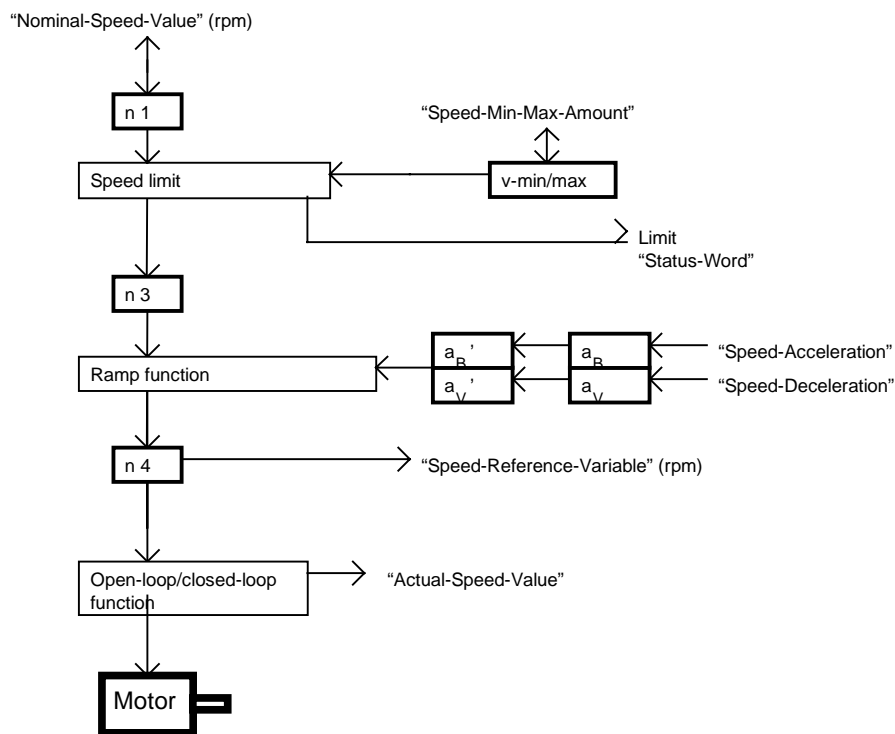 “Nominal-Speed-Value” (rpm)
n 1
“Speed-Min-Max-Amount”
Speed limit
v-min/max
Limit
“Status-Word”
n 3
a_B’
a_B
“Speed-Acceleration”
Ramp function
a_V’
a_V
“Speed-Deceleration”
n 4
“Speed-Reference-Variable” (rpm)
Open-loop/closed-loop
function
“Actual-Speed-Value”
Motor